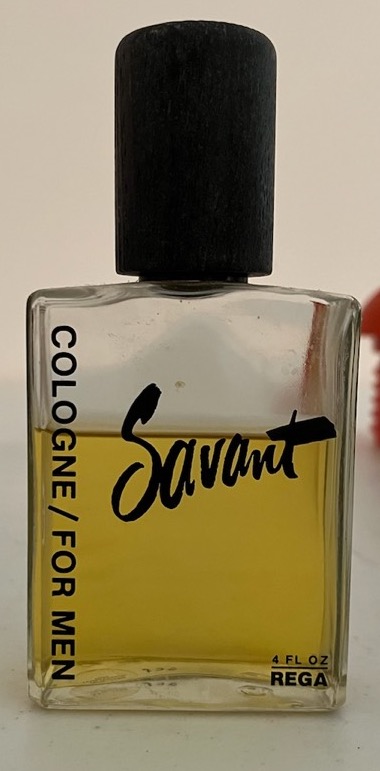 COLOGNE / FOR MEN
Savant
4 FL OZ
REGA